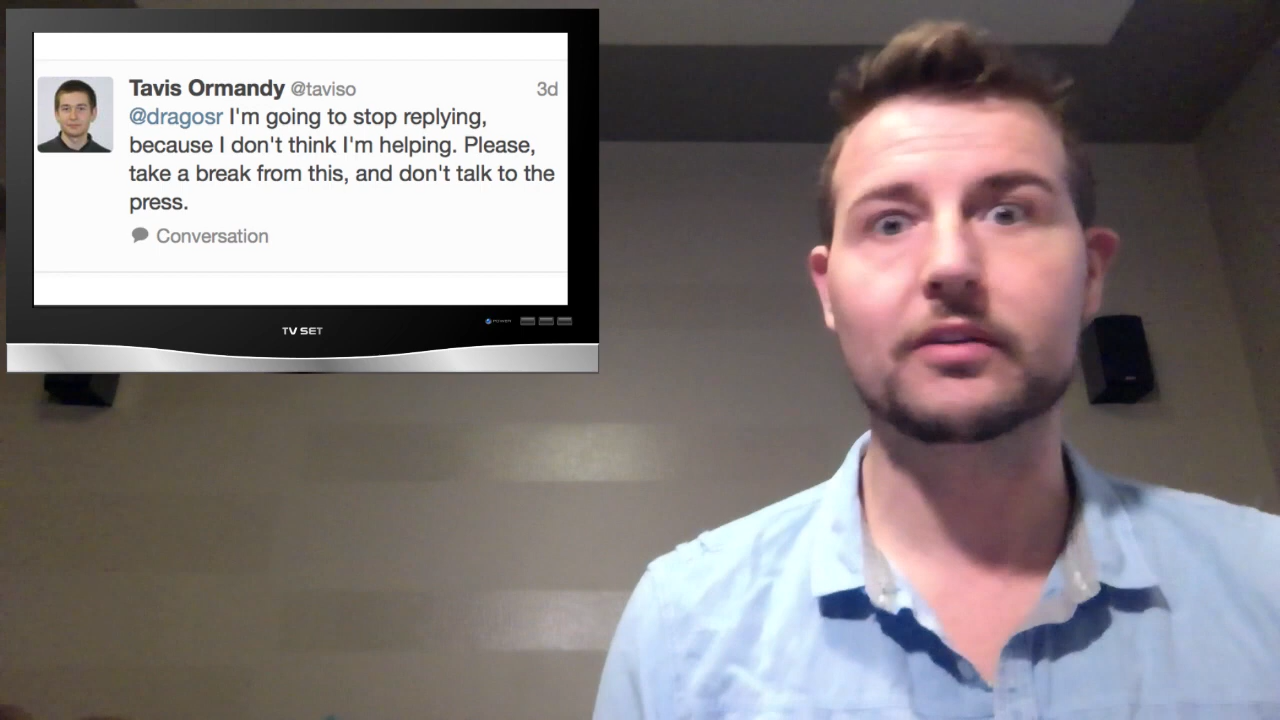 Tavis Ormandy @taviso 3d
@dragosr I'm going to stop replying,
because I don't think I'm helping. Please,
take a break from this, and don't talk to the
press.
Conversation
TV SET
POWER